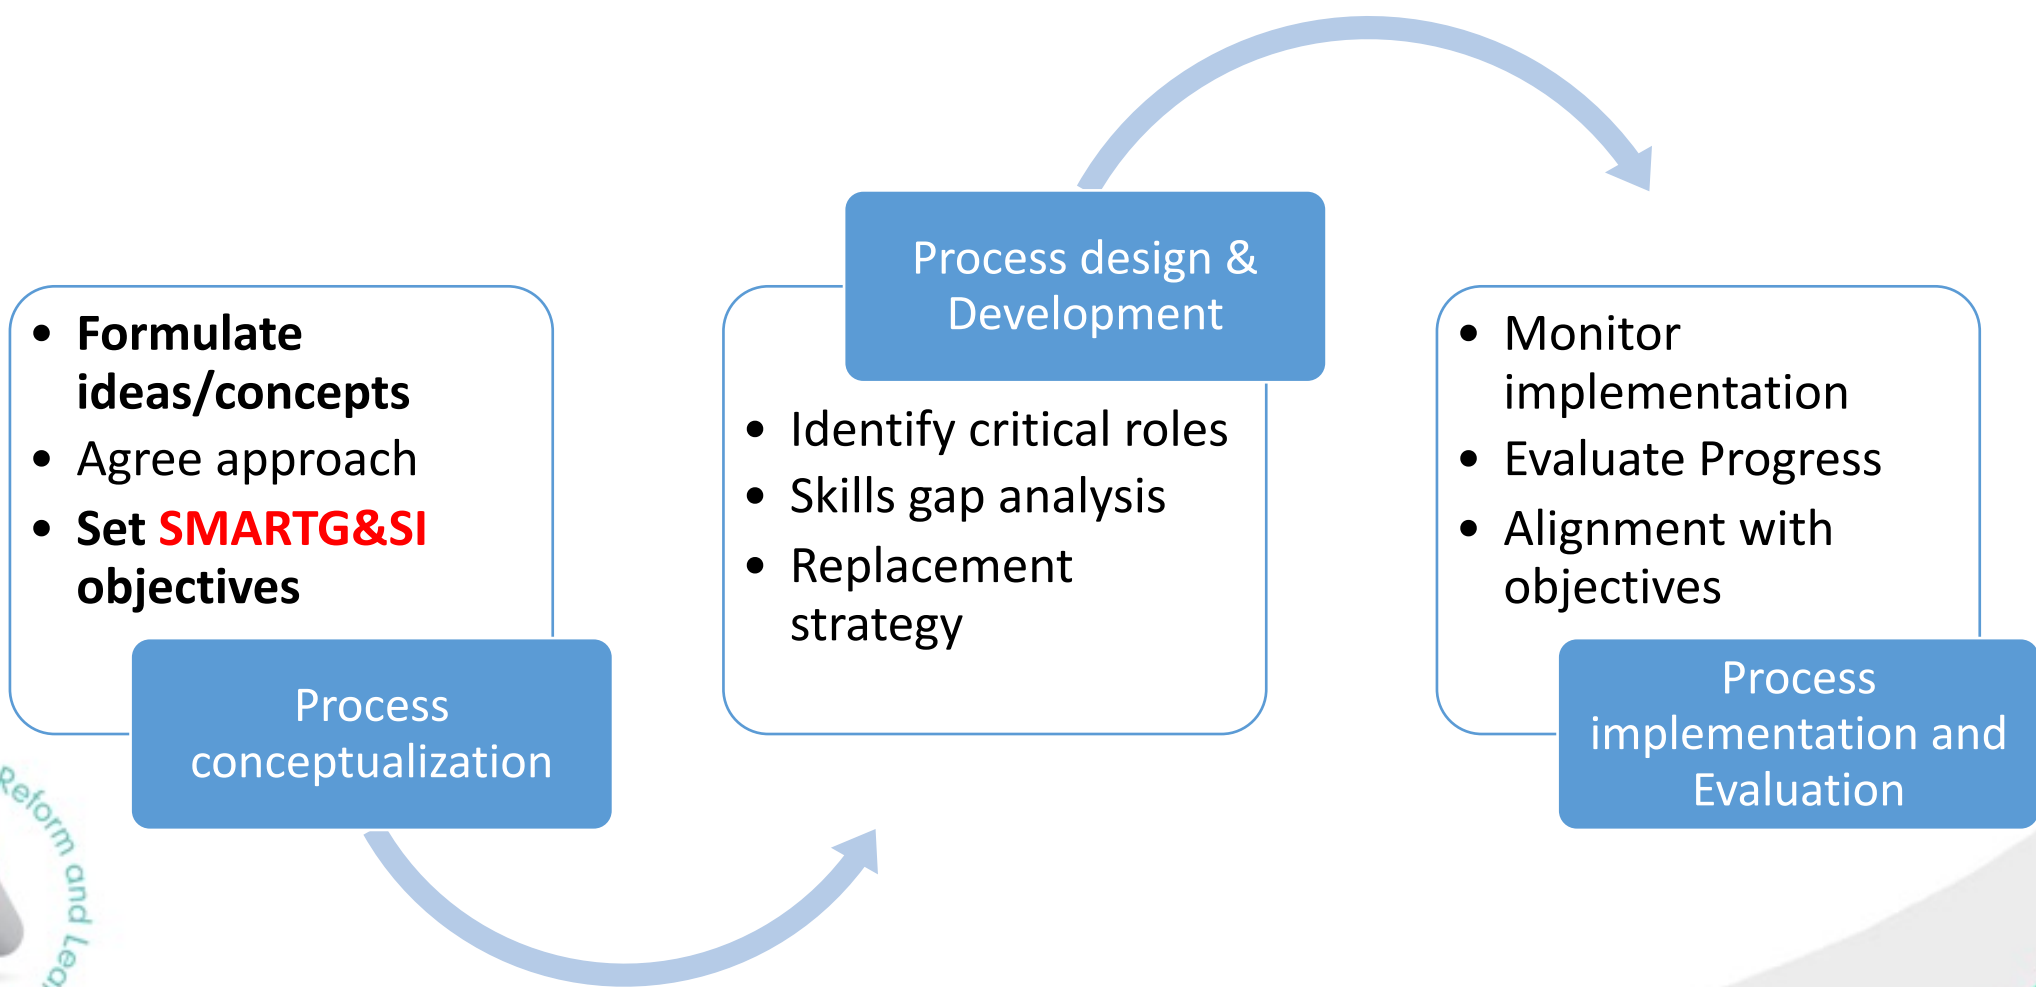 • Formulate
ideas/concepts
• Agree approach
• Set SMARTG&SI
objectives
Process
conceptualization
Process design &
Development
• Identify critical roles
• Skills gap analysis
• Replacement
strategy
• Monitor
implementation
• Evaluate Progress
• Alignment with
objectives
Process
implementation and
Evaluation
Reform and